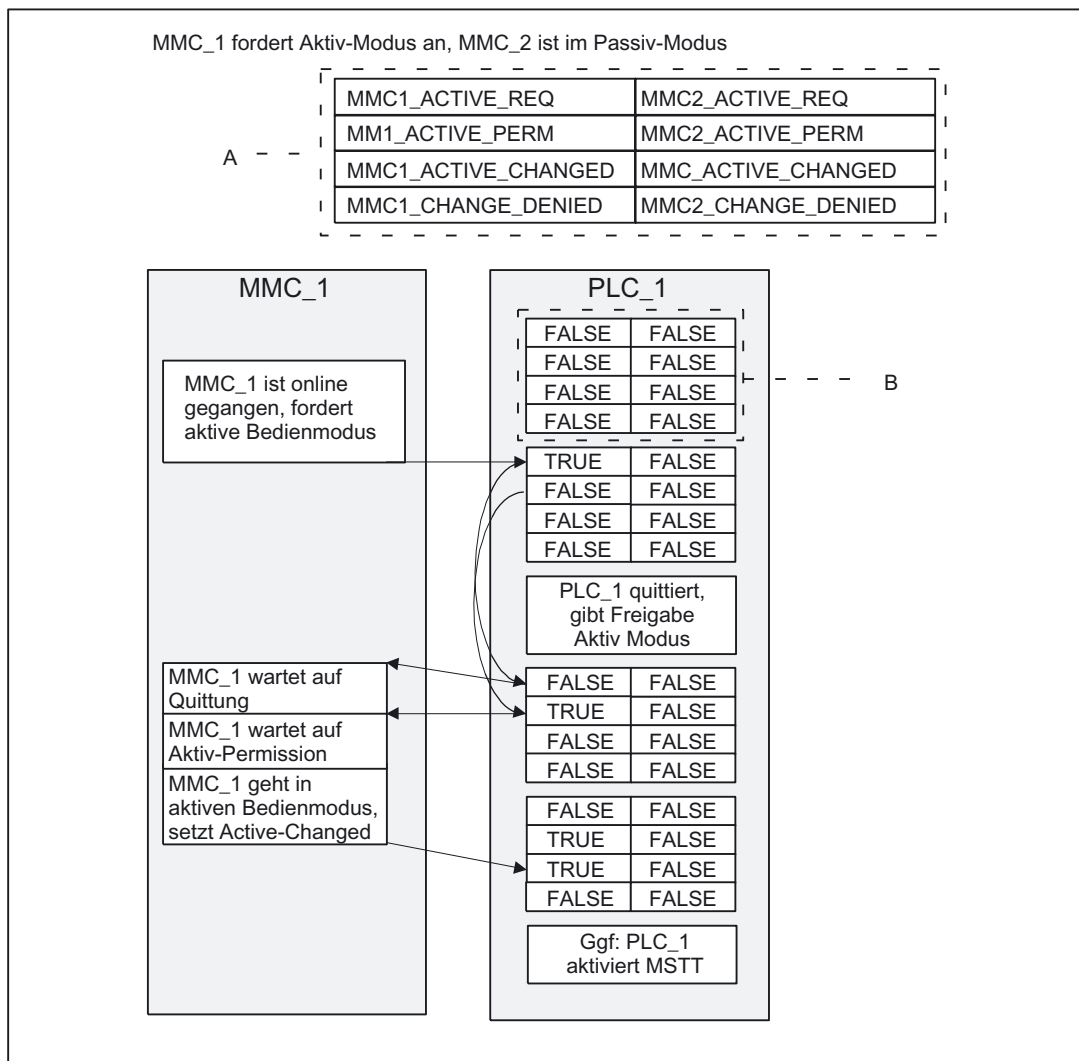 MMC_1 fordert Aktiv-Modus an, MMC_2 ist im Passiv-Modus
MMC1_ACTIVE_REQ MMC2_ACTIVE_REQ
MM1_ACTIVE_PERM MMC2_ACTIVE_PERM
A
MMC1_ACTIVE_CHANGED MMC_ACTIVE_CHANGED
MMC1_CHANGE_DENIED MMC2_CHANGE_DENIED
MMC_1
PLC_1
FALSE FALSE
FALSE FALSE
FALSE FALSE
FALSE FALSE
B
MMC_1 ist online
gegangen, fordert
aktive Bedienmodus
TRUE FALSE
FALSE FALSE
FALSE FALSE
FALSE FALSE
PLC_1 quittiert,
gibt Freigabe
Aktiv Modus
MMC_1 wartet auf
Quittung
MMC_1 wartet auf
Aktiv-Permission
MMC_1 geht in
aktiven Bedienmodus,
setzt Active-Changed
FALSE FALSE
TRUE FALSE
FALSE FALSE
FALSE FALSE
FALSE FALSE
TRUE FALSE
TRUE FALSE
FALSE FALSE
Ggf: PLC_1
aktiviert MSTT